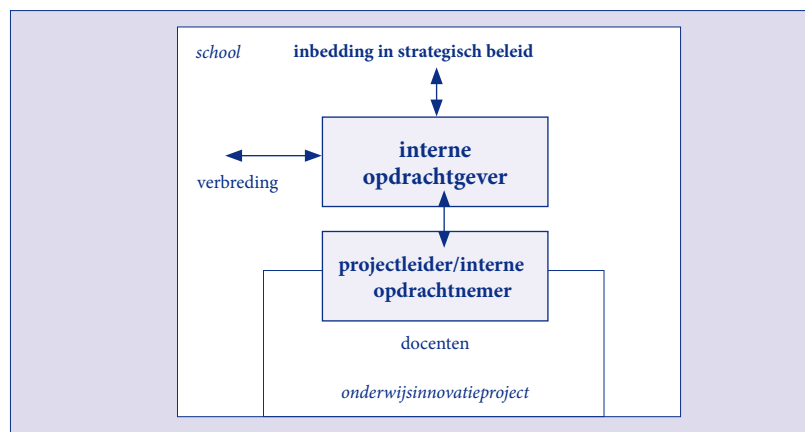 school inbedding in strategisch beleid
interne
opdrachtgever
verbreding
projectleider/interne
opdrachtnemer
docenten
onderwijsinnovatieproject